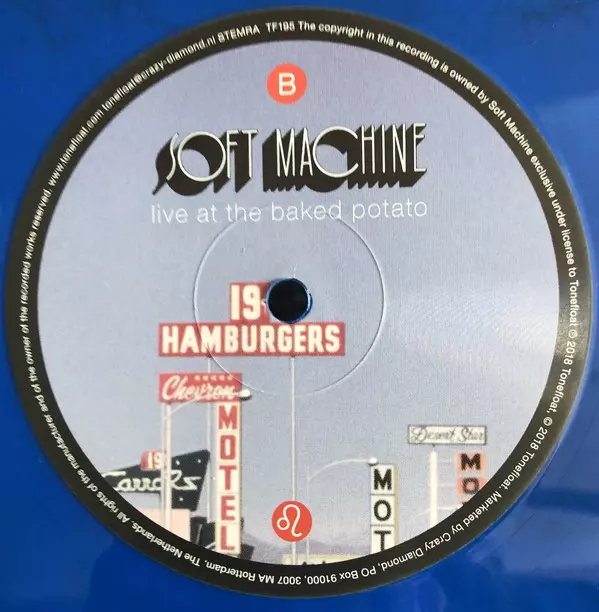 B
SOFT MACHINE
live at the baked potato
19
HAMBURGERS
Chevron
MOTEL
19
Desert Star
MO
MOT
www.tonefloat.com tonefloat@crazy-diamond.nl STEMRA TF195 The copyright in this recording is owned by Soft Machine exclusive under license to Tonefloat ℗ 2018 Tonefloat, © 2018 Tonefloat. Marketed by Crazy Diamond, PO Box 91000, 3007 MA Rotterdam, The Netherlands. All rights of the manufacturer and of the owner of the recorded works reserved.